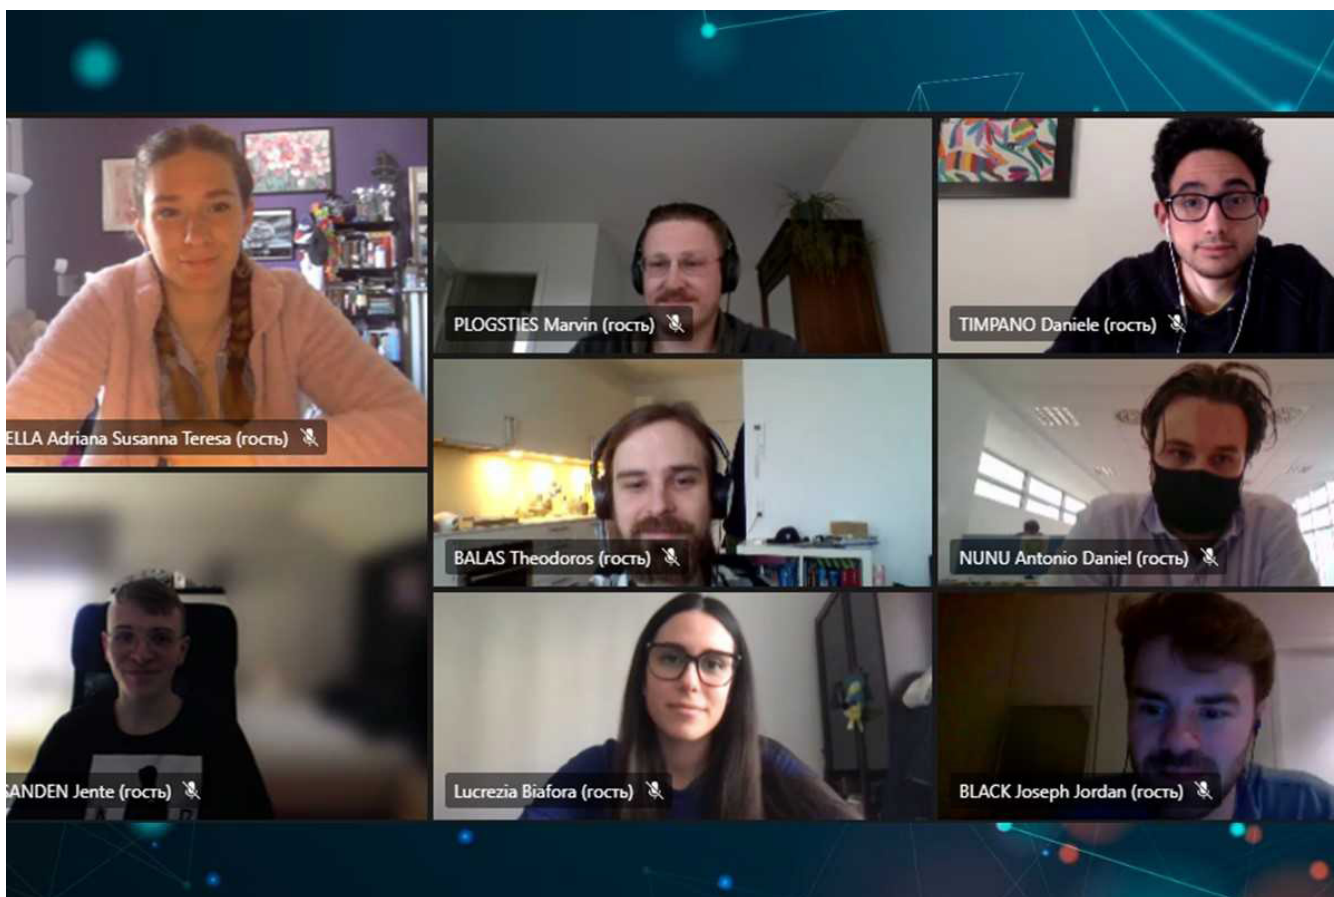 ELLA Adriana Susanna Teresa (гость)
PLOGSTIES Marvin (гость)
TIMPANO Daniele (гость)
BALAS Theodoros (гость)
NUNU Antonio Daniel (гость)
SANDEN Jente (гость)
Lucrezia Biafora (гость)
BLACK Joseph Jordan (гость)